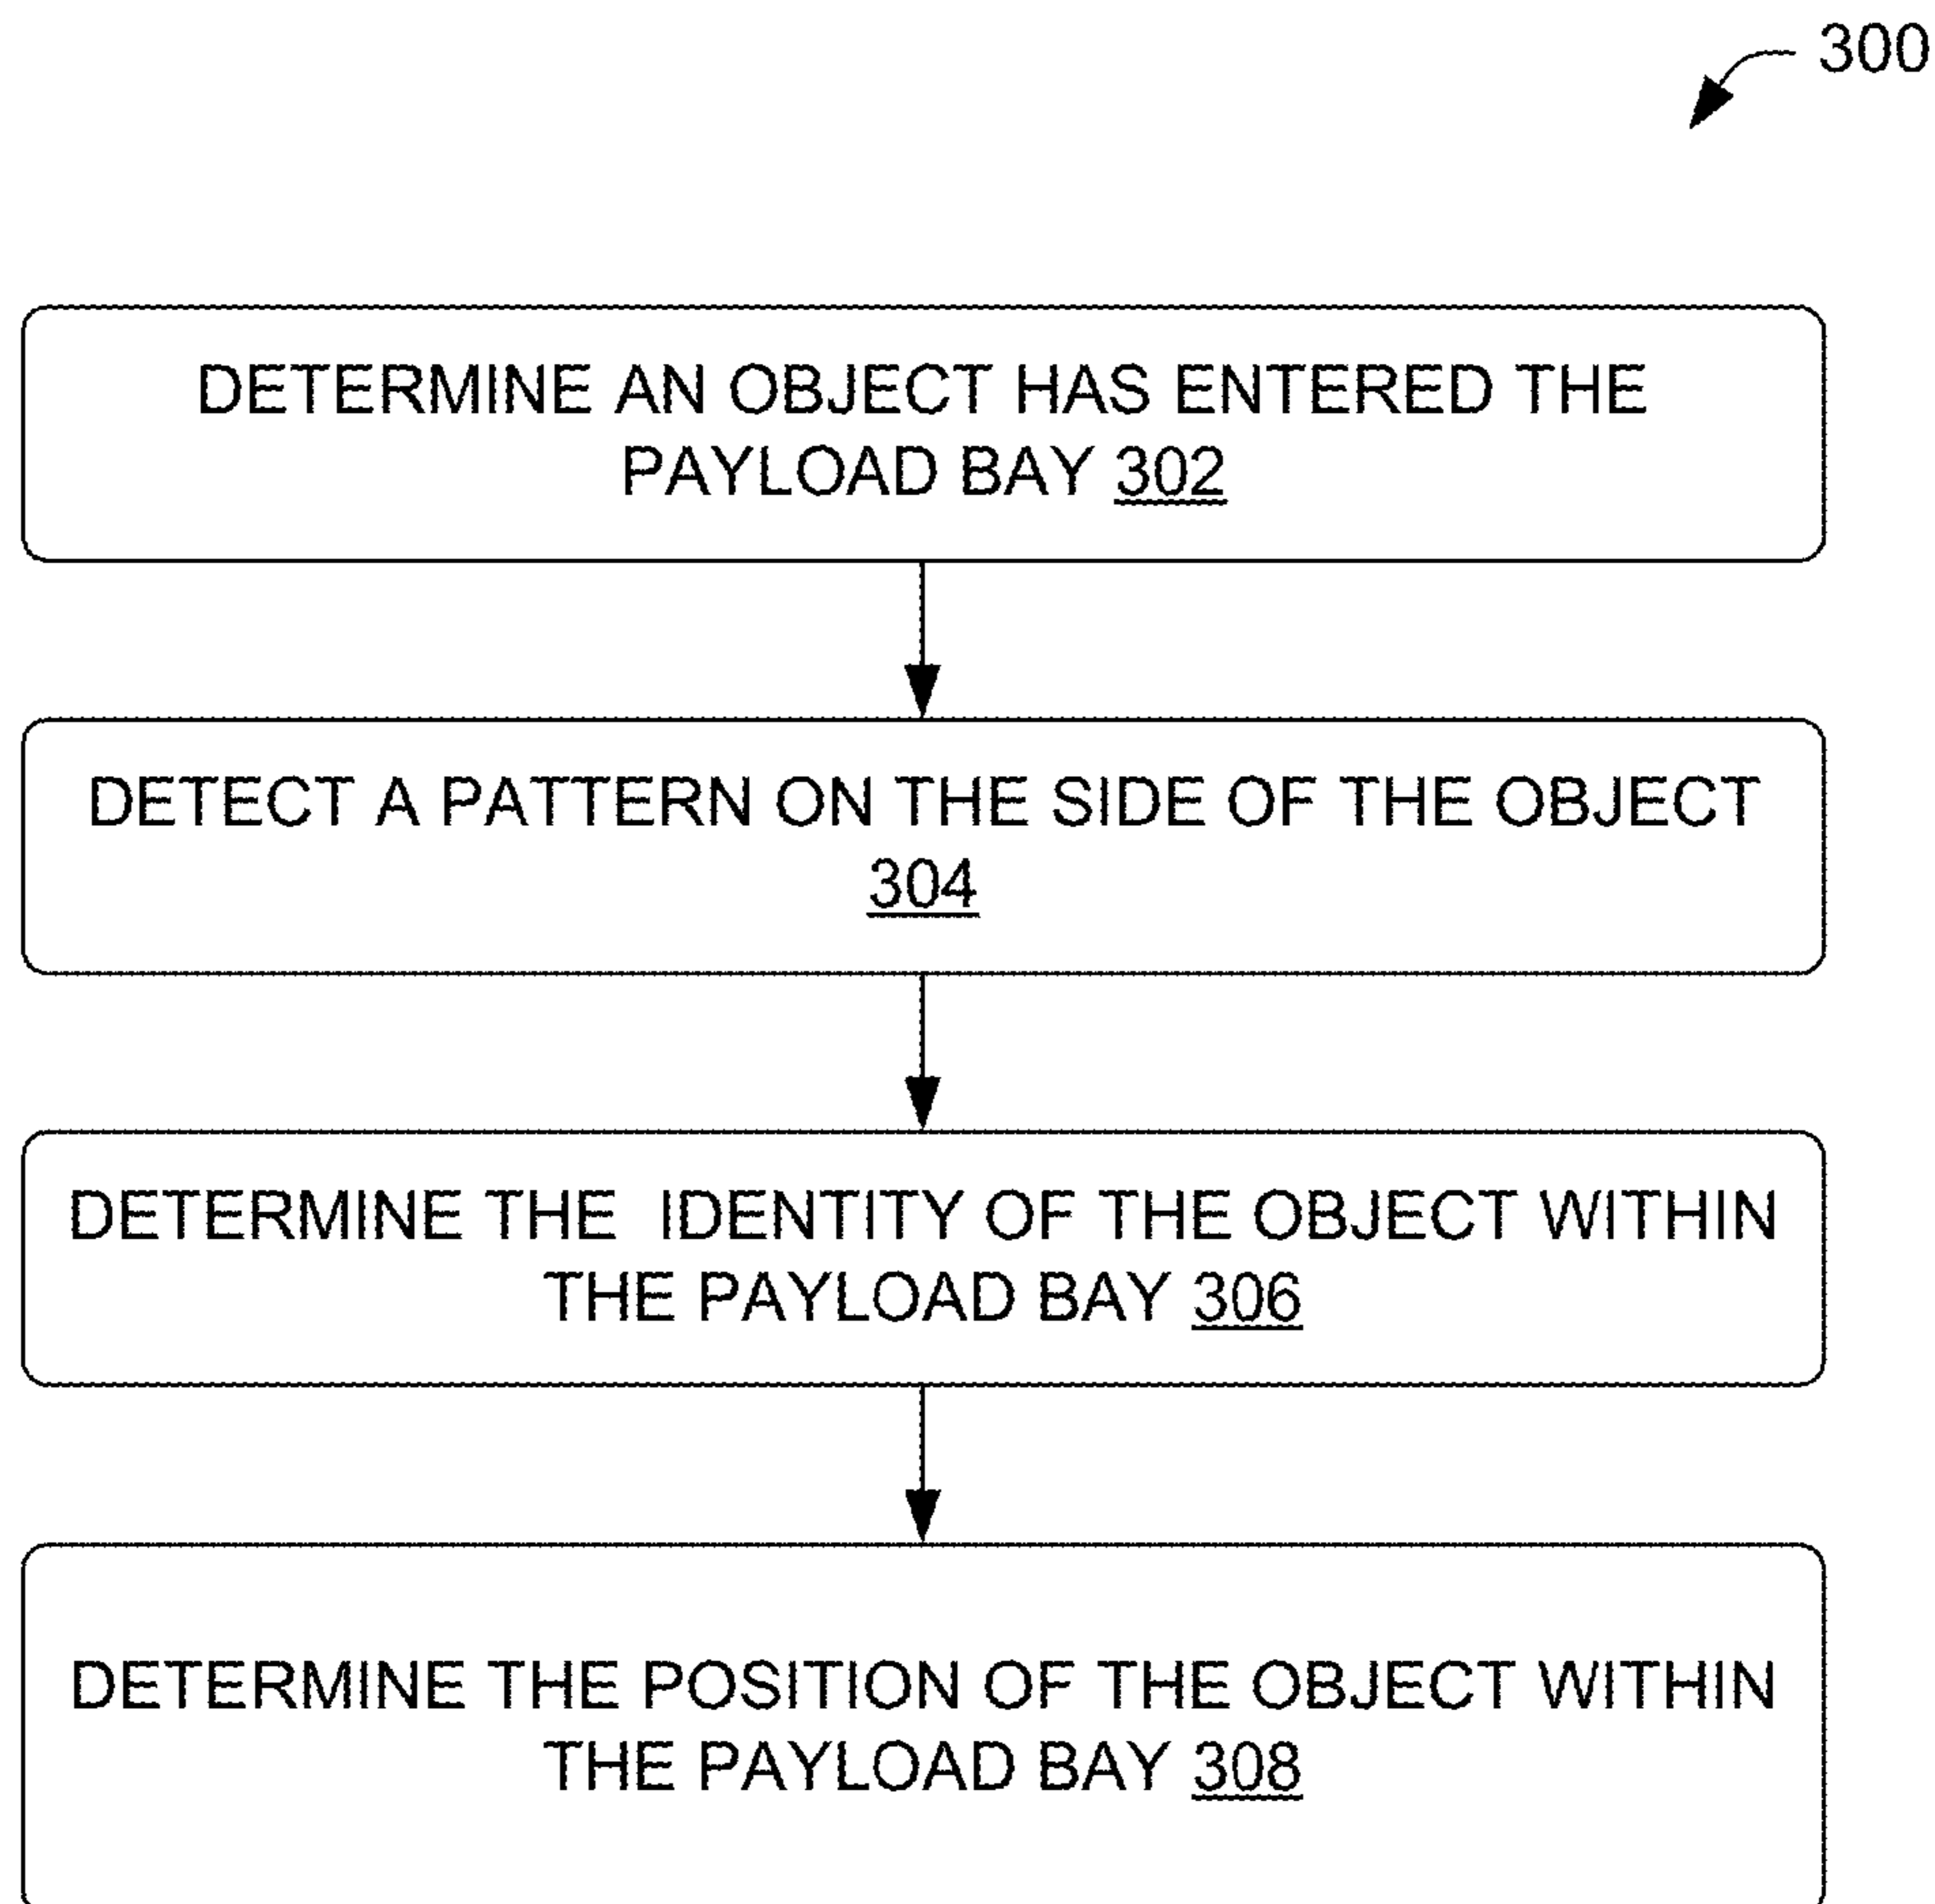 300
DETERMINE AN OBJECT HAS ENTERED THE
PAYLOAD BAY 302
DETECT A PATTERN ON THE SIDE OF THE OBJECT
304
DETERMINE THE IDENTITY OF THE OBJECT WITHIN
THE PAYLOAD BAY 306
DETERMINE THE POSITION OF THE OBJECT WITHIN
THE PAYLOAD BAY 308